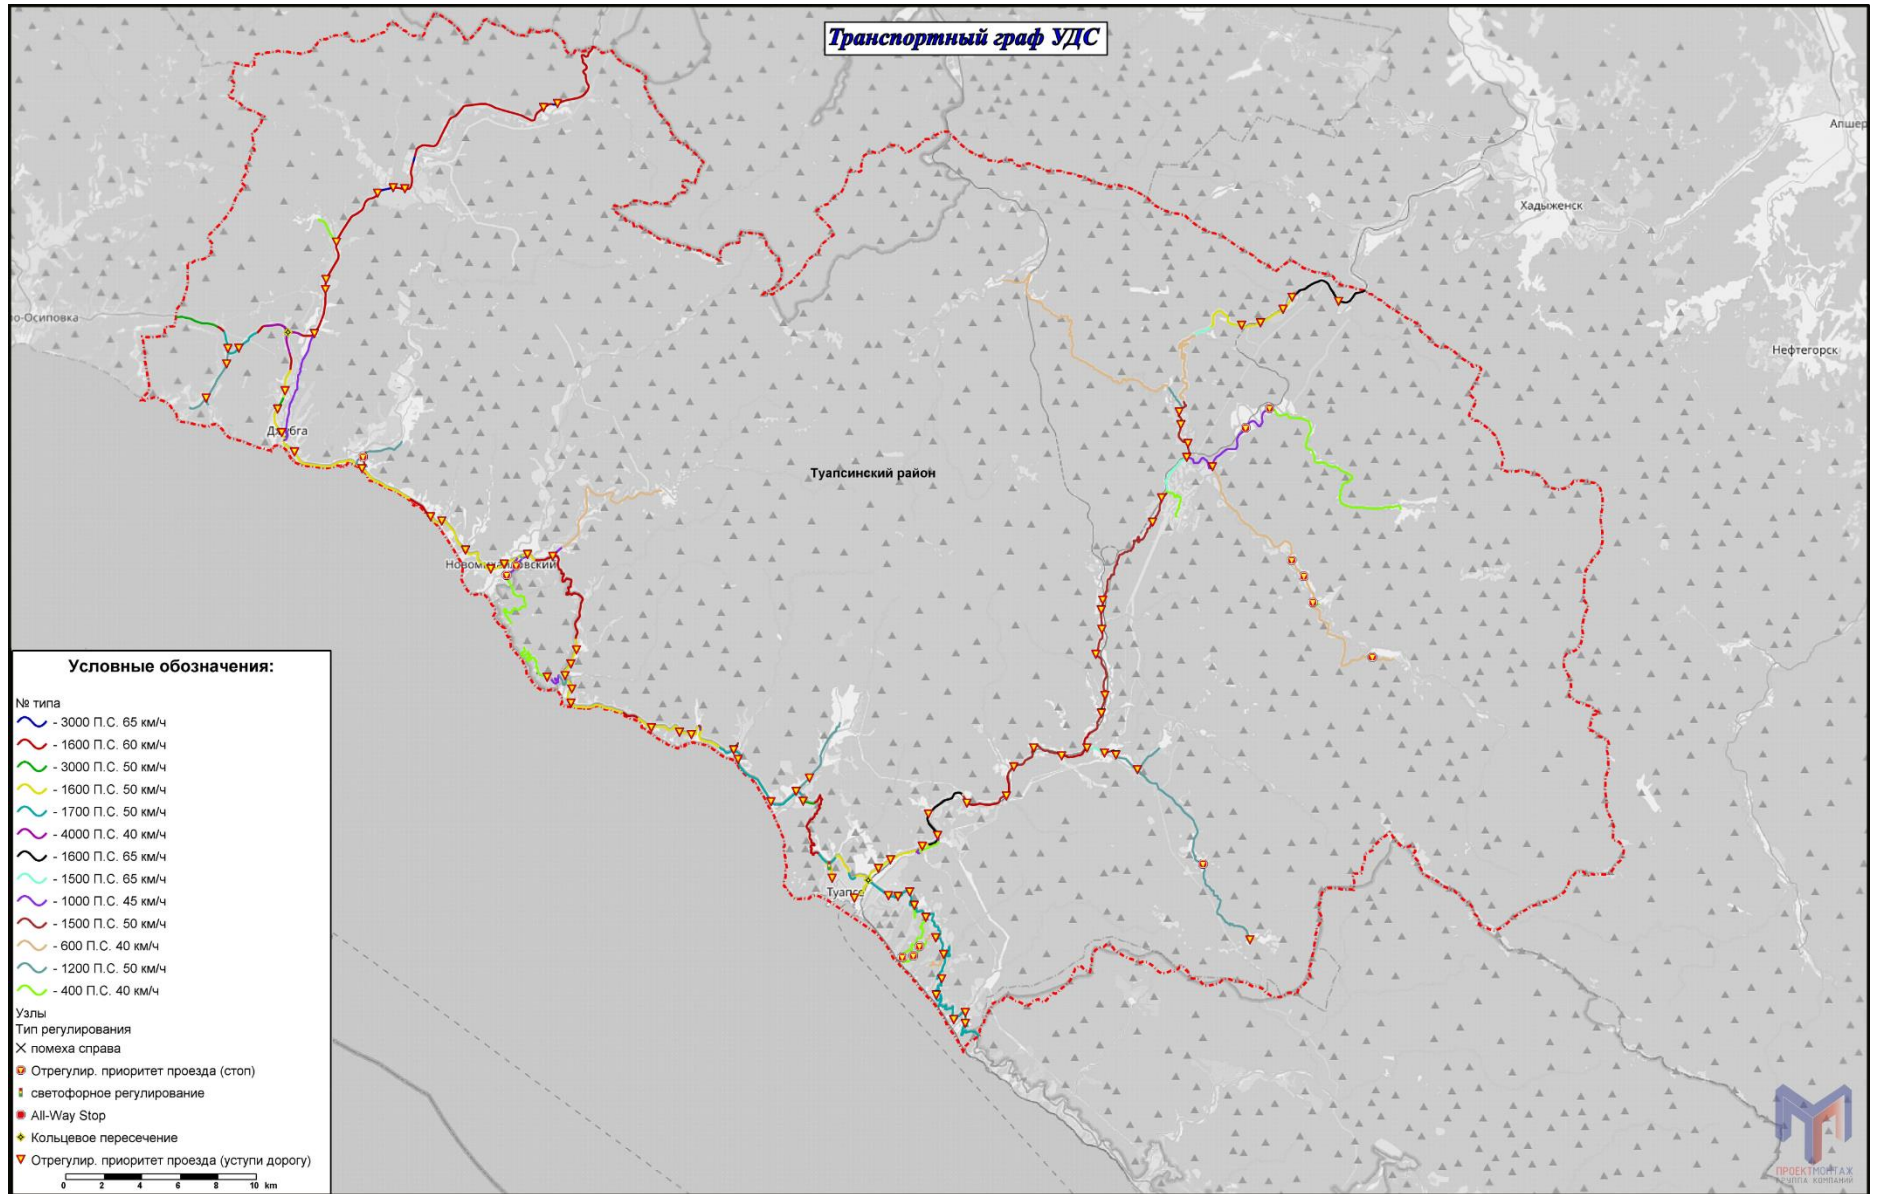 Транспортный граф УДС
Апшер
Хадыженск
о-Осиповка
Нефтегорск
Туапсинский район
Условные обозначения:
№ типа
- 3000 П.С. 65 км/ч
- 1600 П.С. 60 км/ч
- 3000 П.С. 50 км/ч
- 1600 П.С. 50 км/ч
- 1700 П.С. 50 км/ч
- 4000 П.С. 40 км/ч
- 1600 П.С. 65 км/ч
- 1500 П.С. 65 км/ч
- 1000 П.С. 45 км/ч
- 1500 П.С. 50 км/ч
- 600 П.С. 40 км/ч
- 1200 П.С. 50 км/ч
- 400 П.С. 40 км/ч
Узлы
Тип регулирования
помеха справа
Отрегулир. приоритет проезда (стоп)
светофорное регулирование
All-Way Stop
Кольцевое пересечение
Отрегулир. приоритет проезда (уступи дорогу)
0 2 4 6 8 10 km
ПРОЕКТМОНТАЖ
ГРУППА КОМПАНИЙ